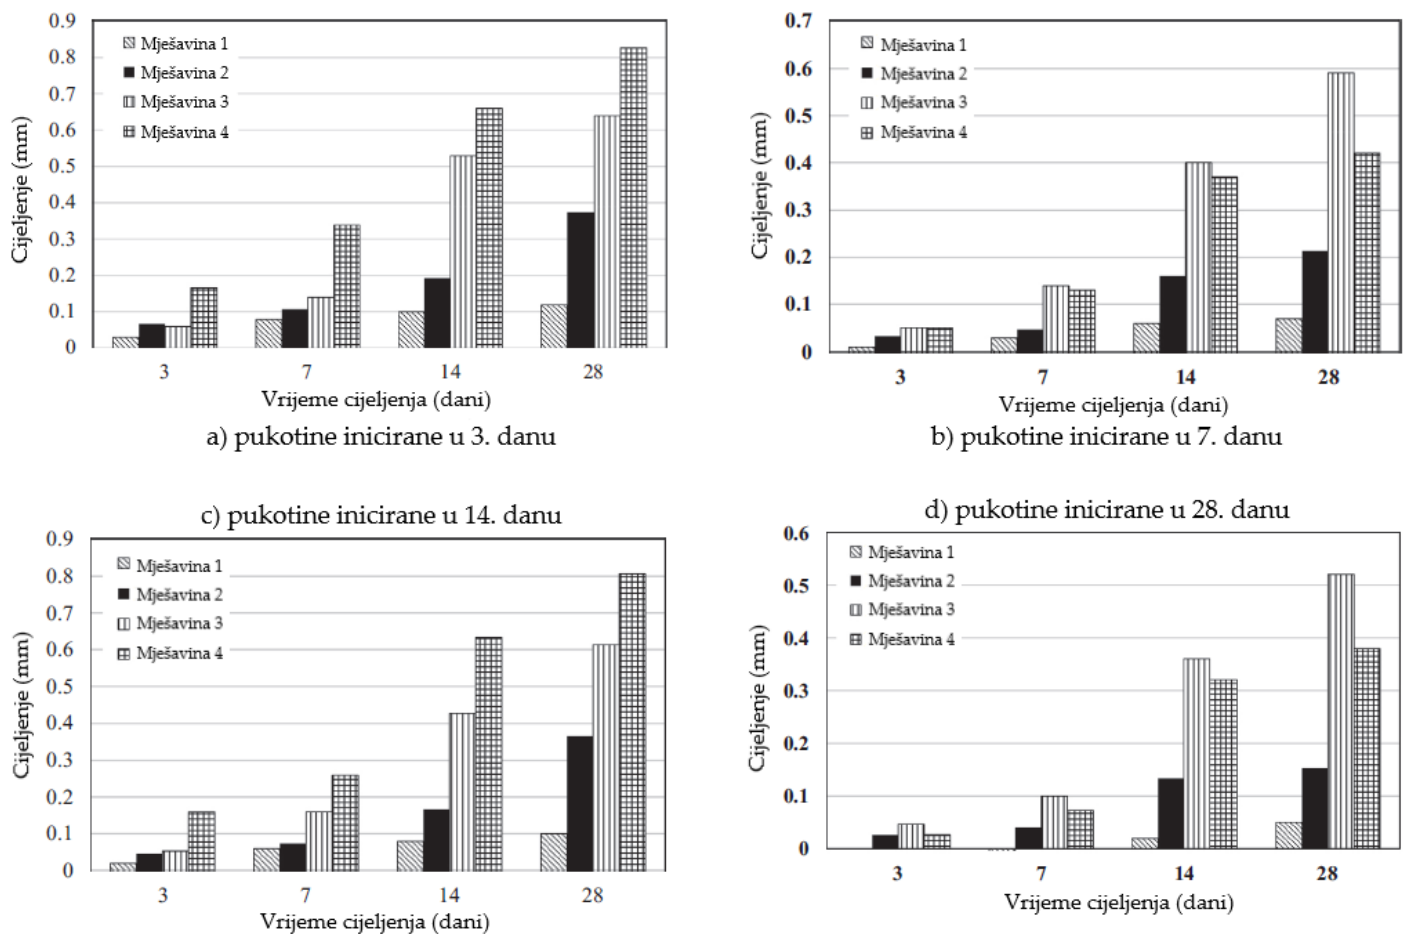 0.9
0.8
0.7
0.6
0.5
0.4
0.3
0.2
0.1
0
Cijeljenje (mm)
Mješavina 1
Mješavina 2
Mješavina 3
Mješavina 4
3 7 14 28
Vrijeme cijeljenja (dani)
a) pukotine inicirane u 3. danu
0.7
0.6
0.5
0.4
0.3
0.2
0.1
0
Cijeljenje (mm)
Mješavina 1
Mješavina 2
Mješavina 3
Mješavina 4
3 7 14 28
Vrijeme cijeljenja (dani)
b) pukotine inicirane u 7. danu
c) pukotine inicirane u 14. danu
0.9
0.8
0.7
0.6
0.5
0.4
0.3
0.2
0.1
0
Cijeljenje (mm)
Mješavina 1
Mješavina 2
Mješavina 3
Mješavina 4
3 7 14 28
Vrijeme cijeljenja (dani)
d) pukotine inicirane u 28. danu
0.6
0.5
0.4
0.3
0.2
0.1
0
Cijeljenje (mm)
Mješavina 1
Mješavina 2
Mješavina 3
Mješavina 4
3 7 14 28
Vrijeme cijeljenja (dani)